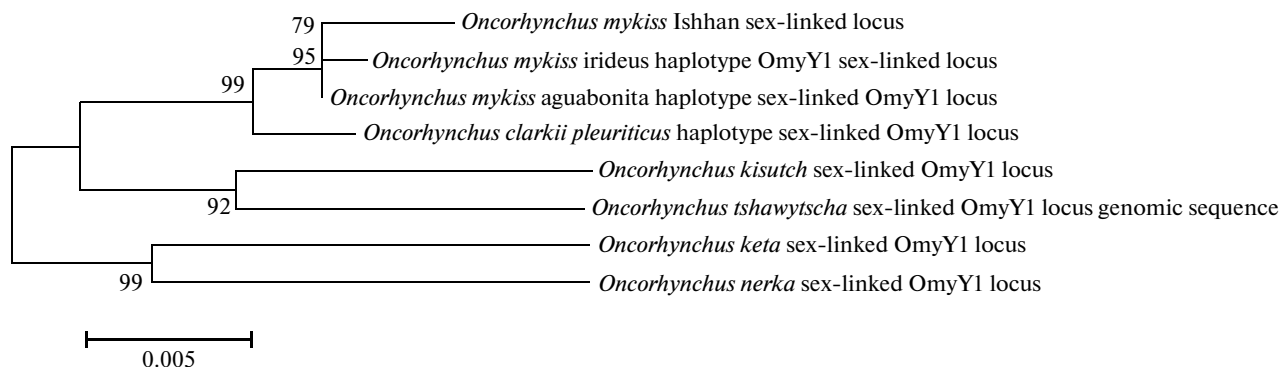 79
Oncorhynchus mykiss Ishhan sex-linked locus
95
Oncorhynchus mykiss irideus haplotype OmyY1 sex-linked locus
99
Oncorhynchus mykiss aguabonita haplotype sex-linked OmyY1 locus
Oncorhynchus clarkii pleuriticus haplotype sex-linked OmyY1 locus
Oncorhynchus kisutch sex-linked OmyY1 locus
92
Oncorhynchus tshawytscha sex-linked OmyY1 locus genomic sequence
Oncorhynchus keta sex-linked OmyY1 locus
99
Oncorhynchus nerka sex-linked OmyY1 locus
0.005